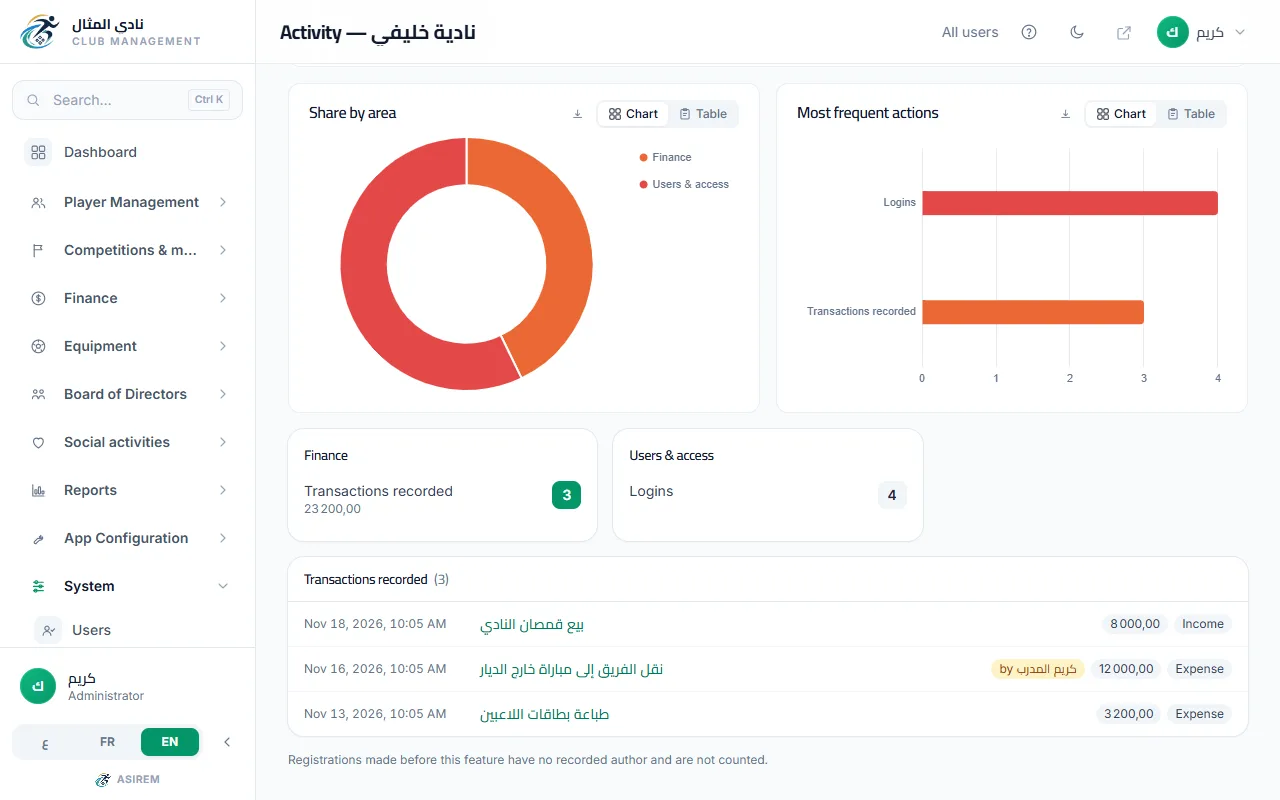 نادي المثال
CLUB MANAGEMENT
Activity — نادية خليفي
All users
ك
كريم
Search...
Ctrl K
Dashboard
Player Management
Competitions & m...
Finance
Equipment
Board of Directors
Social activities
Reports
App Configuration
System
Users
ك
كريم
Administrator
ع
FR
EN
ASIREM
Share by area
Chart
Table
Finance
Users & access
Most frequent actions
Chart
Table
Logins
Transactions recorded
0 1 2 3 4
Finance
Transactions recorded
23 200,00
3
Users & access
Logins
4
Transactions recorded (3)
Nov 18, 2026, 10:05 AM بيع قمصان النادي 8 000,00 Income
Nov 16, 2026, 10:05 AM نقل الفريق إلى مباراة خارج الديار by كريم المدرب 12 000,00 Expense
Nov 13, 2026, 10:05 AM طباعة بطاقات اللاعبين 3 200,00 Expense
Registrations made before this feature have no recorded author and are not counted.